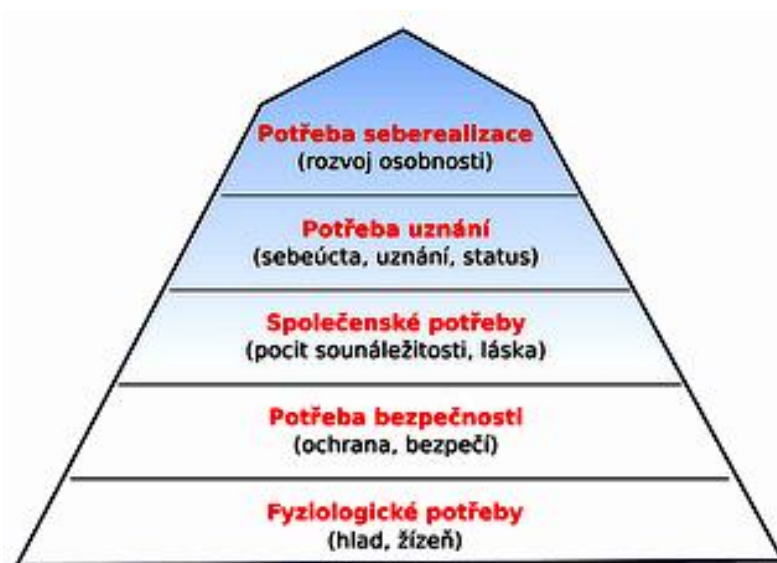 Potřeba seberealizace
(rozvoj osobnosti)
Potřeba uznání
(sebeúcta, uznání, status)
Společenské potřeby
(pocit sounáležitosti, láska)
Potřeba bezpečnosti
(ochrana, bezpečí)
Fyziologické potřeby
(hlad, žízeň)